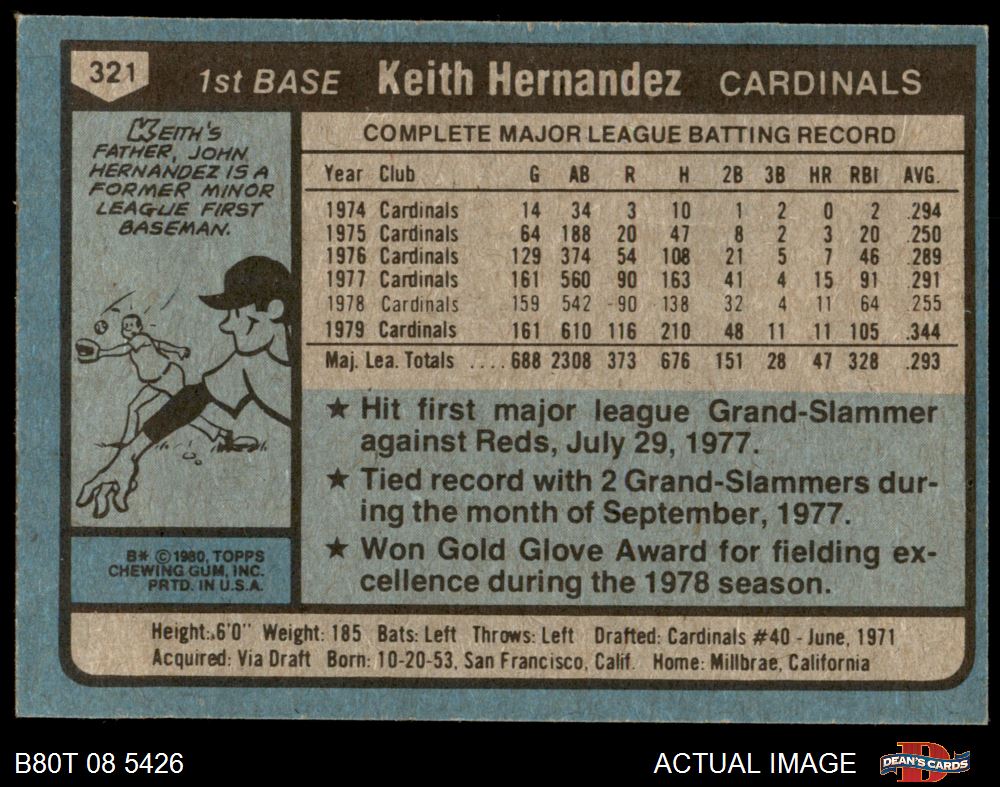 321 1st BASE Keith Hernandez CARDINALS
KEITH'S
FATHER, JOHN
HERNANDEZ IS A
FORMER MINOR
LEAGUE FIRST
BASEMAN.
COMPLETE MAJOR LEAGUE BATTING RECORD
Year Club G AB R H 2B 3B HR RBI AVG.
1974 Cardinals 14 34 3 10 1 2 0 2 .294
1975 Cardinals 64 188 20 47 8 2 3 20 .250
1976 Cardinals 129 374 54 108 21 5 7 46 .289
1977 Cardinals 161 560 90 163 41 4 15 91 .291
1978 Cardinals 159 542 90 138 32 4 11 64 .255
1979 Cardinals 161 610 116 210 48 11 11 105 .344
Maj. Lea. Totals .... 688 2308 373 676 151 28 47 328 .293
★ Hit first major league Grand-Slammer
against Reds, July 29, 1977.
★ Tied record with 2 Grand-Slammers dur-
ing the month of September, 1977.
★ Won Gold Glove Award for fielding ex-
cellence during the 1978 season.
B* © 1980, TOPPS
CHEWING GUM, INC.
PRTD. IN U.S.A.
Height: 6'0" Weight: 185 Bats: Left Throws: Left Drafted: Cardinals #40 - June, 1971
Acquired: Via Draft Born: 10-20-53, San Francisco, Calif. Home: Millbrae, California
B80T 08 5426 ACTUAL IMAGE DEAN'S CARDS